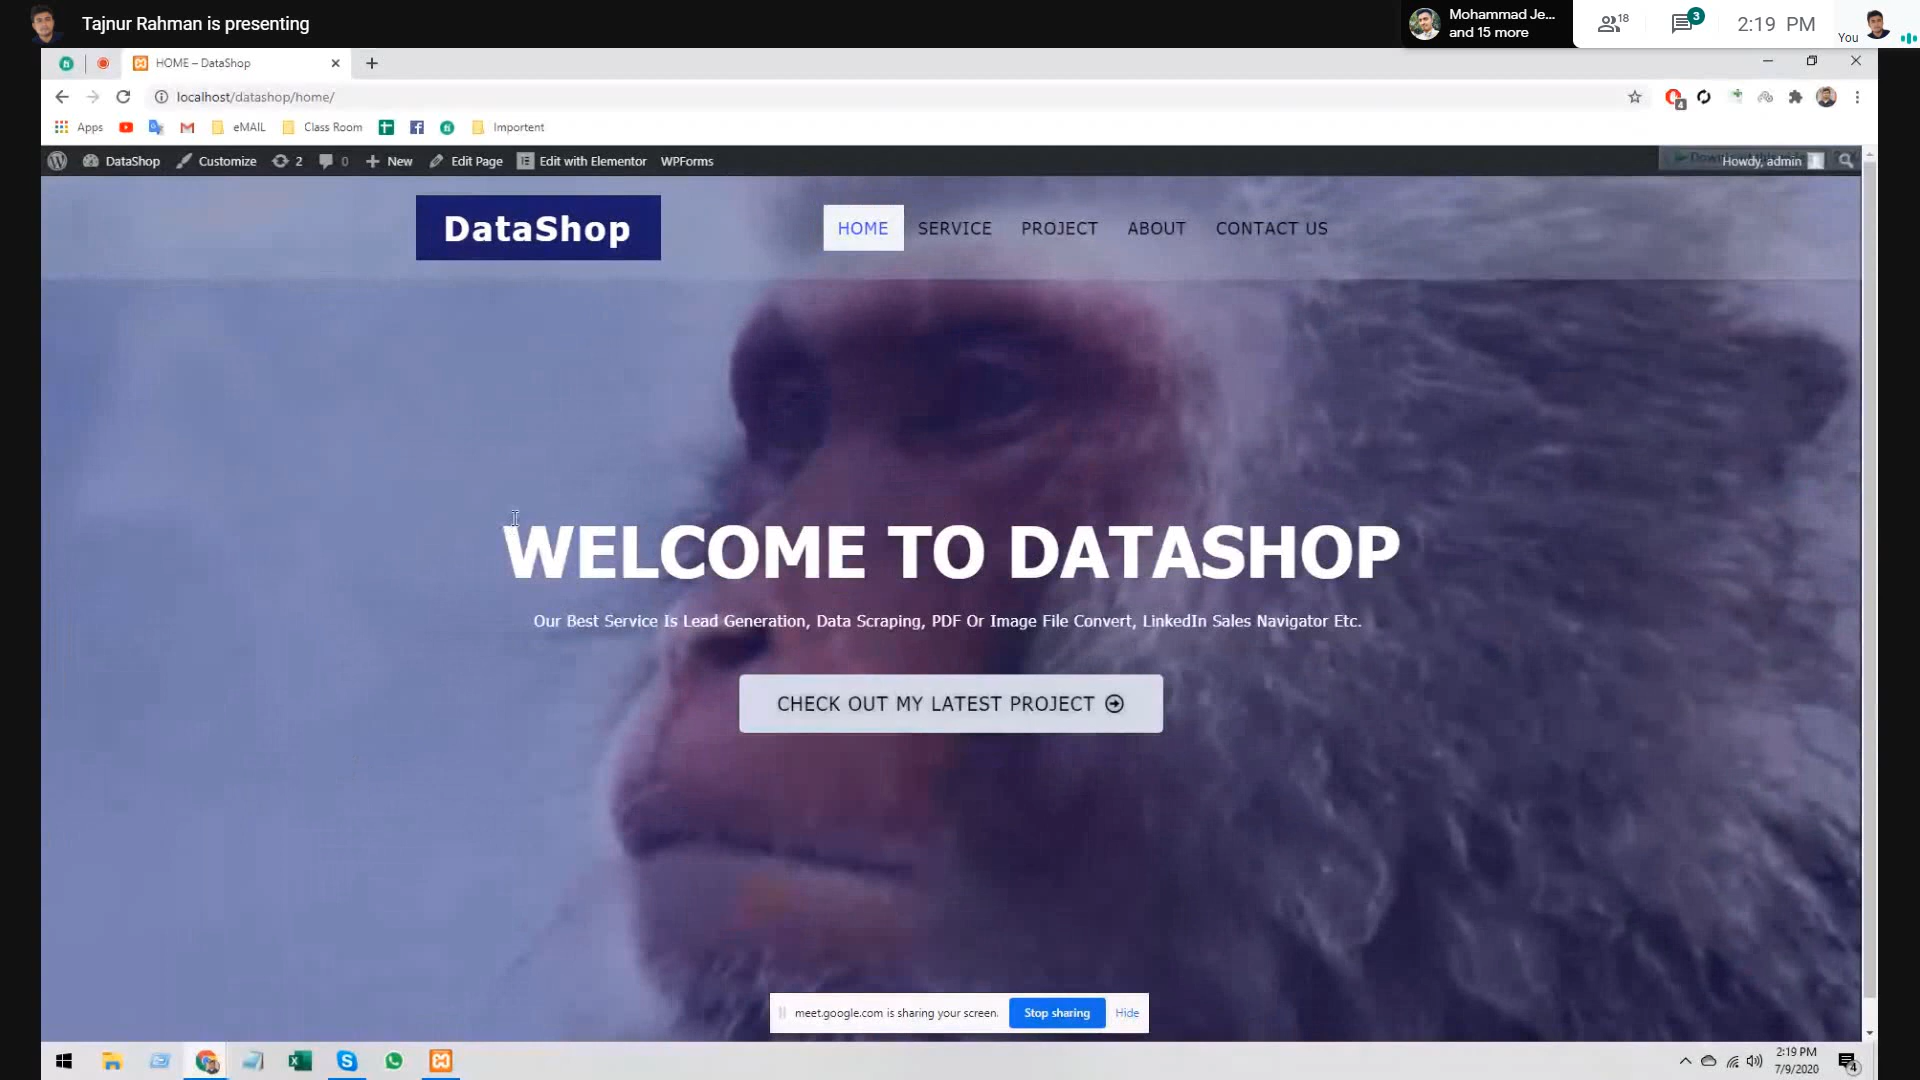 Tajnur Rahman is presenting
Mohammad Je...
and 15 more
18
3
2:19 PM
You
HOME – DataShop
localhost/datashop/home/
4
Apps
eMAIL
Class Room
Importent
DataShop
Customize
2
0
New
Edit Page
Edit with Elementor
WPForms
Howdy, admin
DataShop
HOME
SERVICE
PROJECT
ABOUT
CONTACT US
WELCOME TO DATASHOP
Our Best Service Is Lead Generation, Data Scraping, PDF Or Image File Convert, LinkedIn Sales Navigator Etc.
CHECK OUT MY LATEST PROJECT
meet.google.com is sharing your screen.
Stop sharing
Hide
2:19 PM
7/9/2020
4